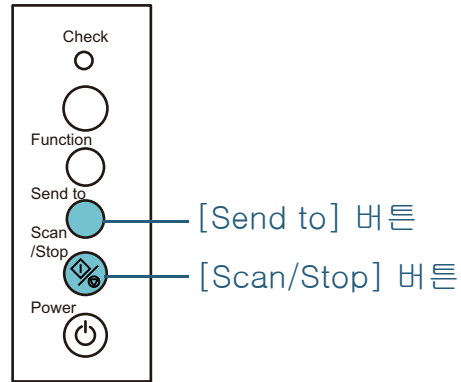 Check
Function
Send to
[Send to] 버튼
Scan
/Stop
[Scan/Stop] 버튼
Power